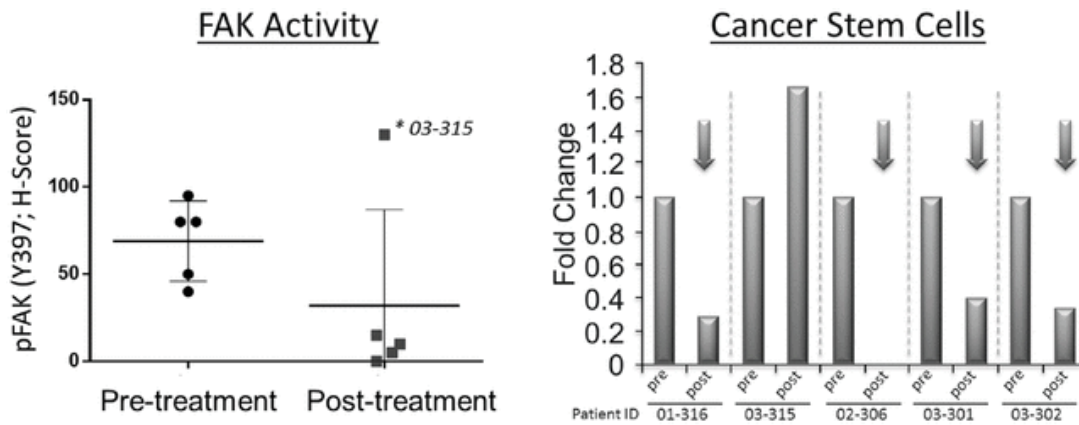 FAK Activity
pFAK (Y397; H-Score)
150
100
50
0
* 03-315
Pre-treatment Post-treatment
Cancer Stem Cells
Fold Change
1.8
1.6
1.4
1.2
1.0
0.8
0.6
0.4
0.2
0
pre post pre post pre post pre post pre post
Patient ID 01-316 03-315 02-306 03-301 03-302